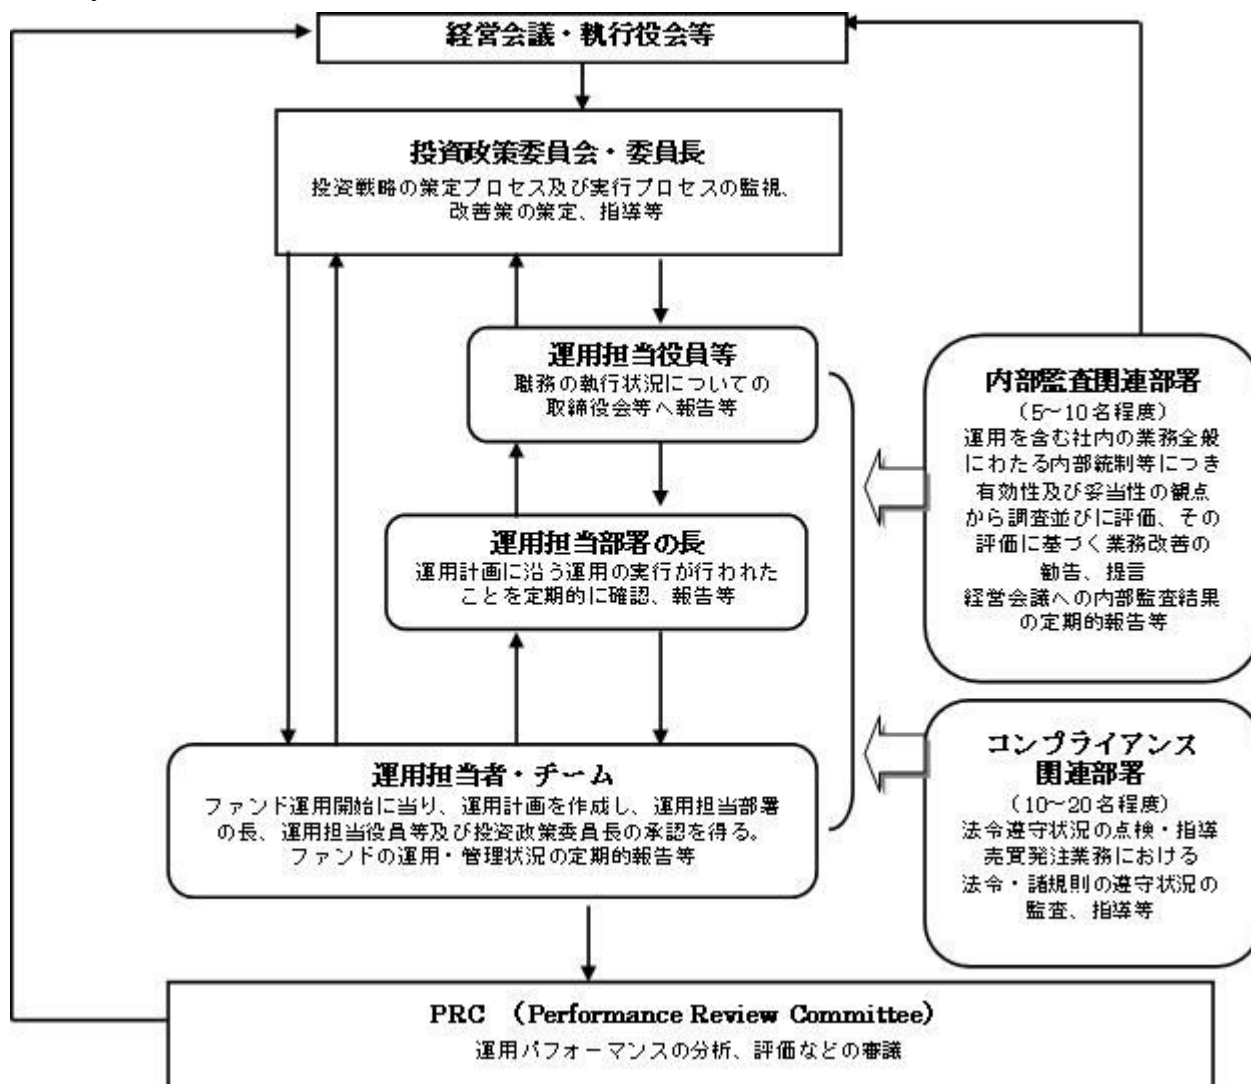 経営会議・執行役会等
投資政策委員会・委員長
投資戦略の策定プロセス及び実行プロセスの監視、
改善策の策定、指導等
運用担当役員等
職務の執行状況についての
取締役会等へ報告等
運用担当部署の長
運用計画に沿う運用の実行が行われた
ことを定期的に確認、報告等
運用担当者・チーム
ファンド運用開始に当り、運用計画を作成し、運用担当部署
の長、運用担当役員等及び投資政策委員長の承認を得る。
ファンドの運用・管理状況の定期的報告等
内部監査関連部署
（5～10名程度）
運用を含む社内の業務全般
にわたる内部統制等につき
有効性及び妥当性の観点
から調査並びに評価、その
評価に基づく業務改善の
勧告、提言
経営会議への内部監査結果
の定期的報告等
コンプライアンス
関連部署
（10～20名程度）
法令遵守状況の点検・指導
売買発注業務における
法令・諸規則の遵守状況の
監査、指導等
PRC （Performance Review Committee）
運用パフォーマンスの分析、評価などの審議